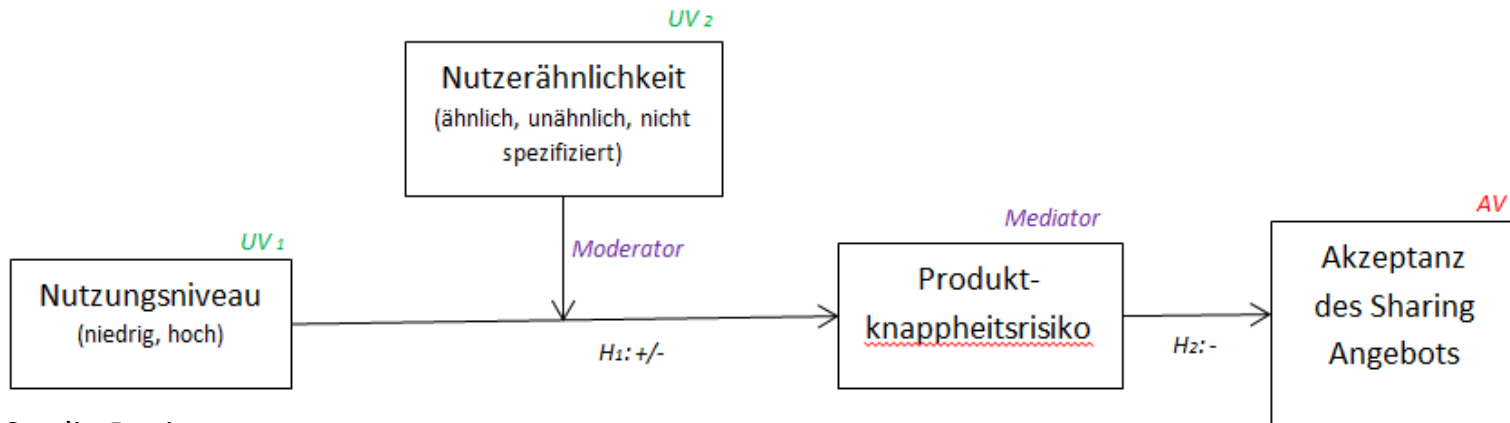 UV 2
Nutzerähnlichkeit
(ähnlich, unähnlich, nicht
spezifiziert)
Moderator
UV 1
Nutzungsniveau
(niedrig, hoch)
H1: +/-
Mediator
Produkt-
knappheitsrisiko
H2: -
AV
Akzeptanz
des Sharing
Angebots